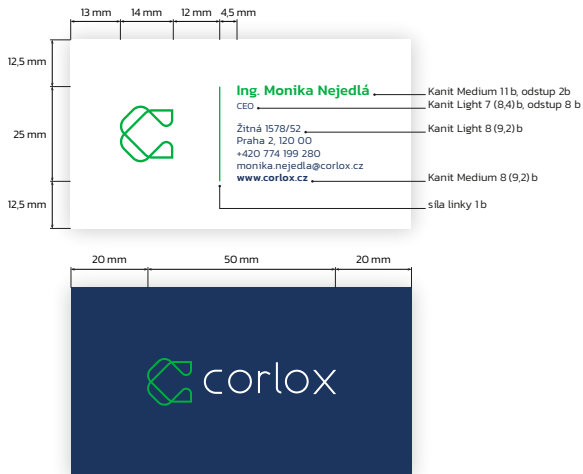 13 mm 14 mm 12 mm 4,5 mm
12,5 mm
25 mm
12,5 mm
Ing. Monika Nejedlá
CEO
Žitná 1578/52
Praha 2, 120 00
+420 774 199 280
monika.nejedla@corlox.cz
www.corlox.cz
Kanit Medium 11 b, odstup 2b
Kanit Light 7 (8,4) b, odstup 8 b
Kanit Light 8 (9,2) b
Kanit Medium 8 (9,2) b
síla linky 1 b
20 mm 50 mm 20 mm
corlox